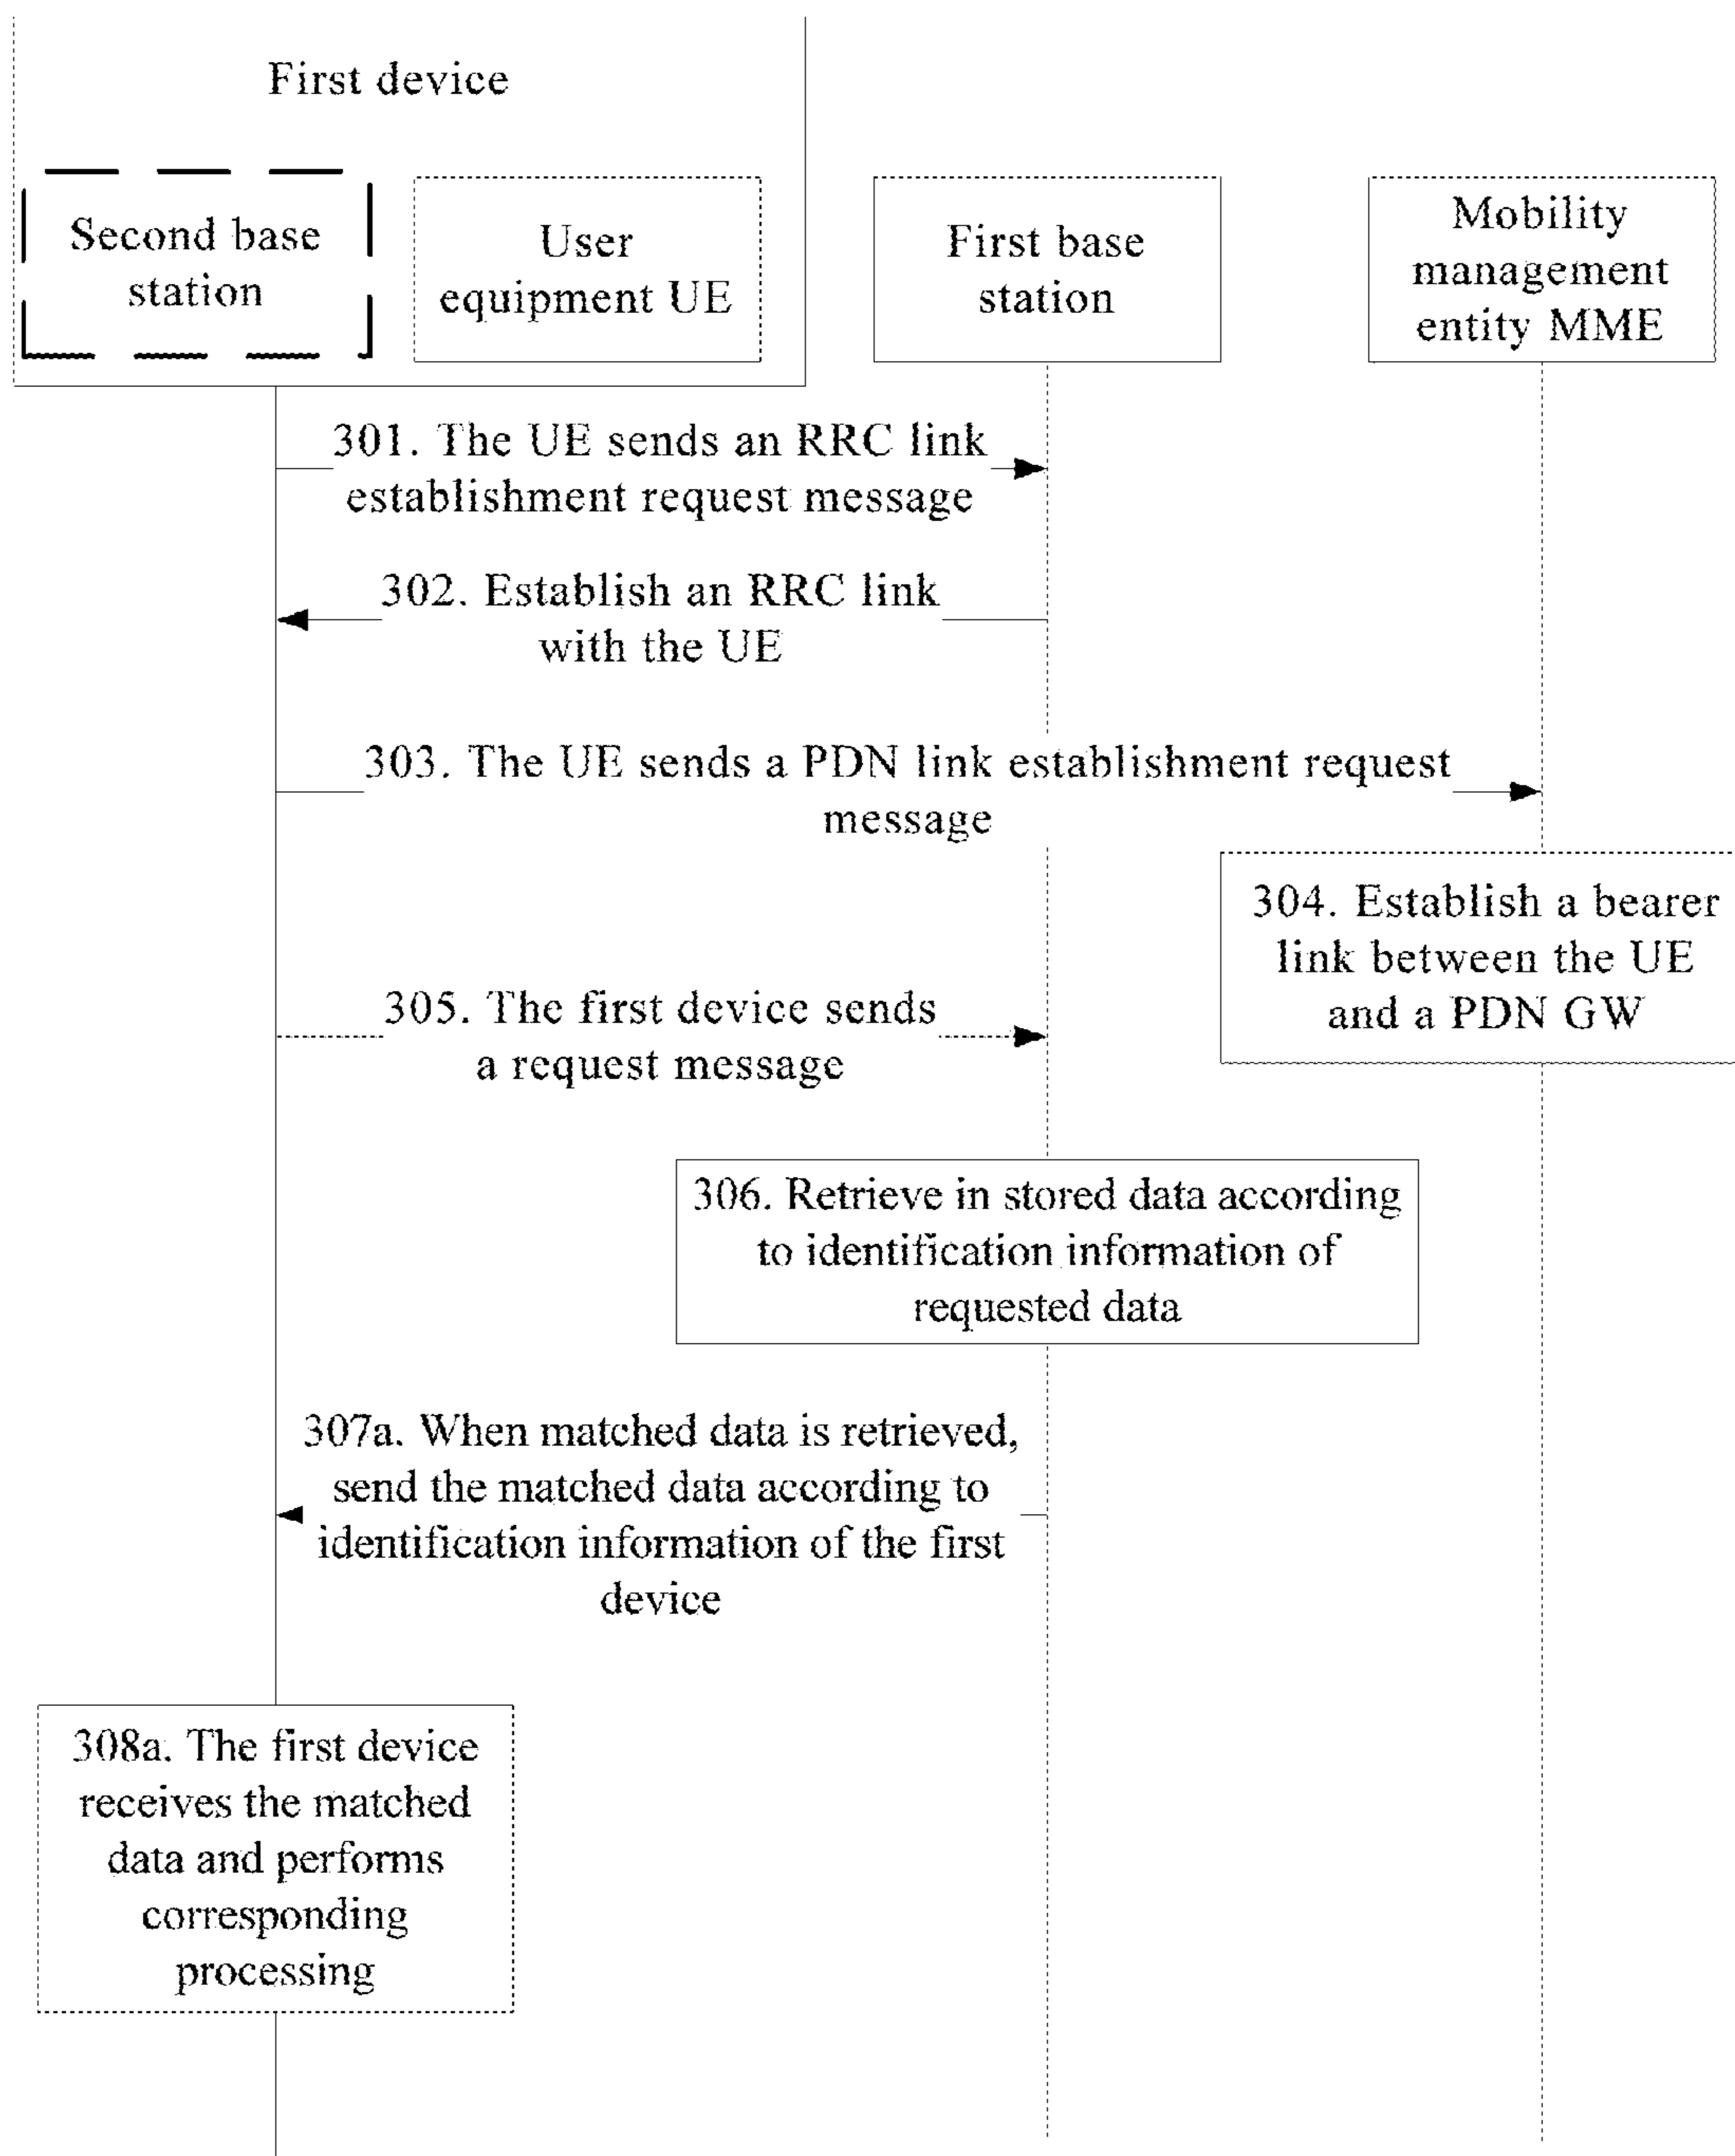 First device
Second base
station
User
equipment UE
First base
station
Mobility
management
entity MME
301. The UE sends an RRC link
establishment request message
302. Establish an RRC link
with the UE
303. The UE sends a PDN link establishment request
message
304. Establish a bearer
link between the UE
and a PDN GW
305. The first device sends
a request message
306. Retrieve in stored data according
to identification information of
requested data
307a. When matched data is retrieved,
send the matched data according to
identification information of the first
device
308a. The first device
receives the matched
data and performs
corresponding
processing